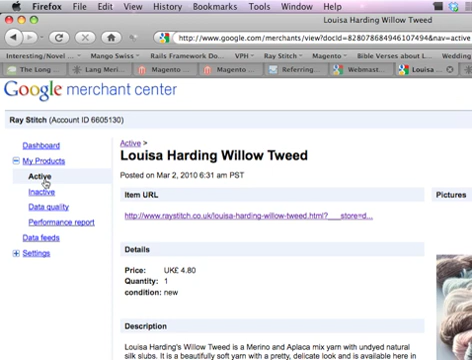 Firefox File Edit View History Bookmarks Tools Window
Louisa Harding Willow Tweed
http://www.google.com/merchants/view?docId=8280786846946107494&nav=active
Interesting/Novel Mango Swiss Rails Framework Do... VPH Ray Stitch Magento Bible Verses about L...
The Long Lang Meri... Magento Magento Referring... Webmast... Louisa...
Google merchant center
Ray Stitch (Account ID 6605130)
Dashboard
My Products
Active
Inactive
Data quality
Performance report
Data feeds
Settings
Active >
Louisa Harding Willow Tweed
Posted on Mar 2, 2010 6:31 am PST
Item URL
Pictures
http://www.raystitch.co.uk/louisa-harding-willow-tweed.html?___store=d...
Details
Price: UK£ 4.80
Quantity: 1
condition: new
Description
Louisa Harding's Willow Tweed is a Merino and Aplaca mix yarn with undyed natural
silk slubs. It is a beautifully soft yarn with a pretty, delicate look and is available here in